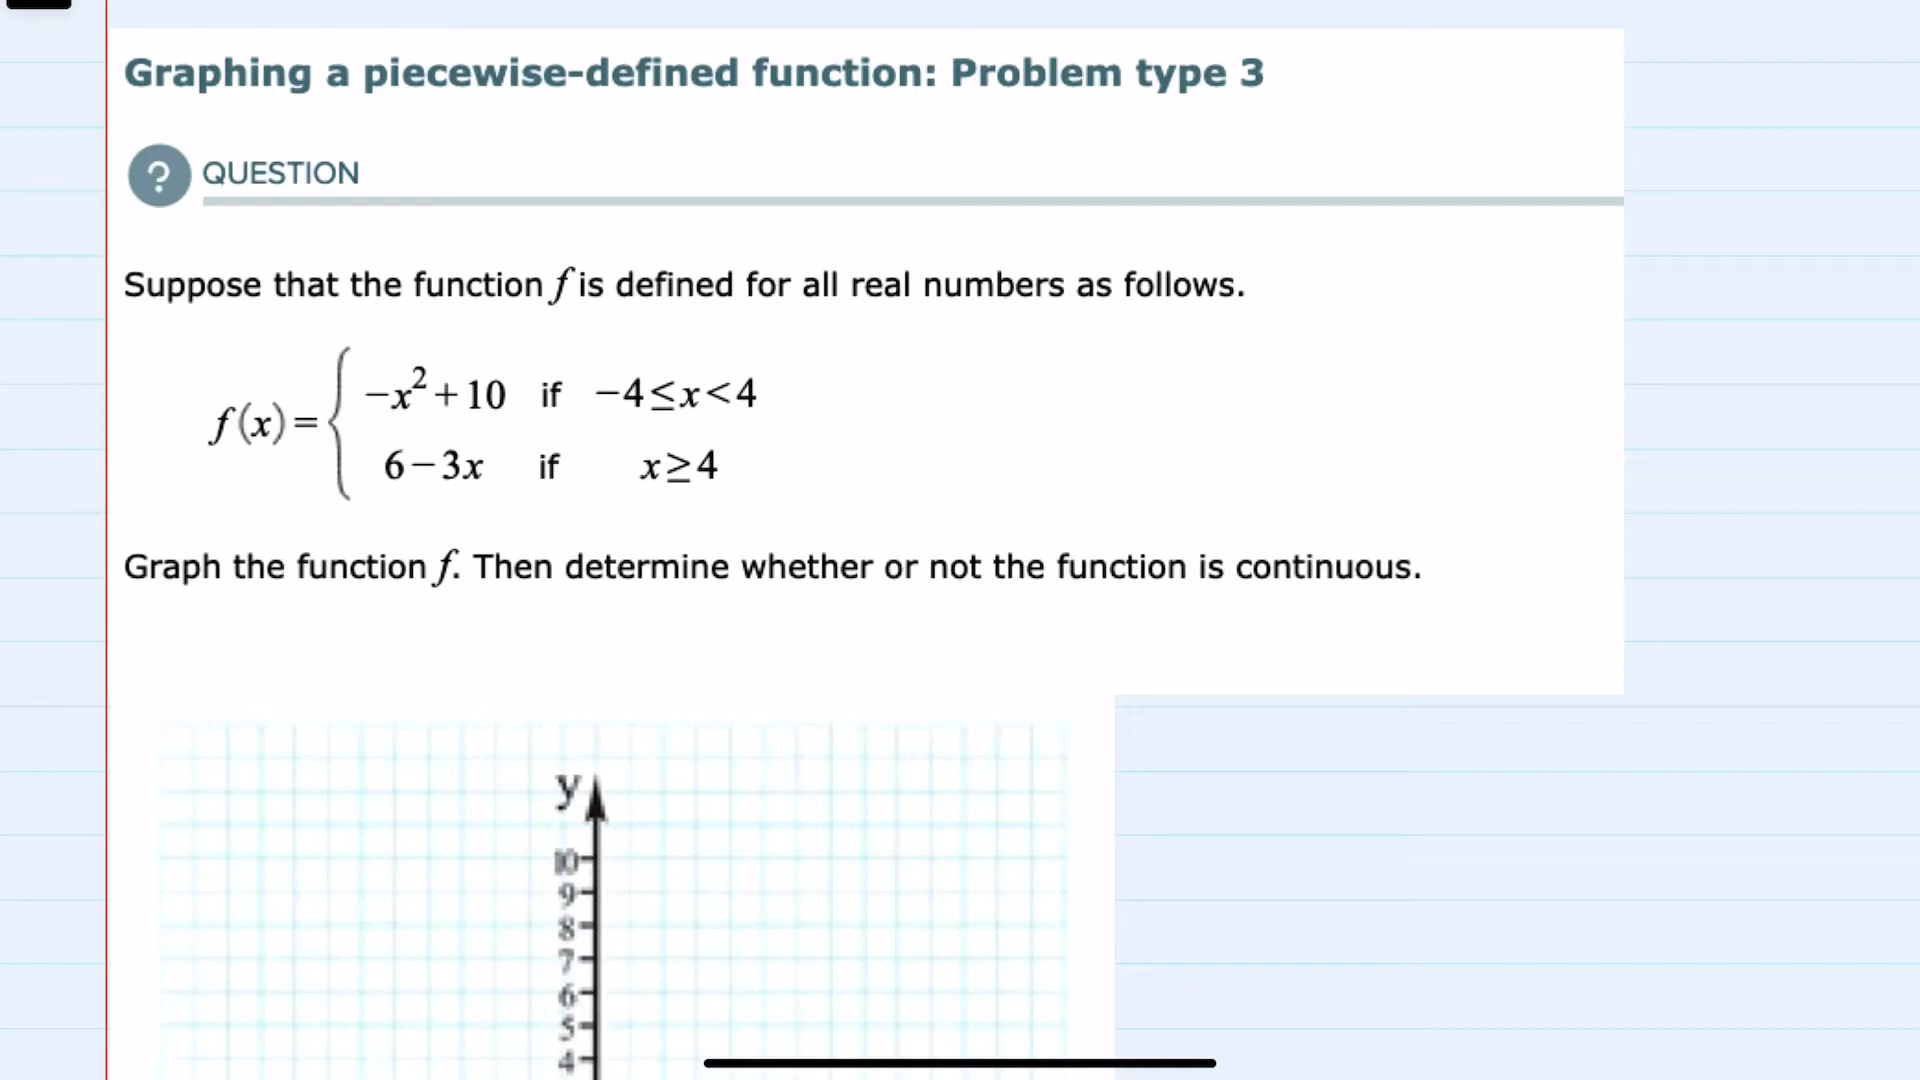 Graphing a piecewise-defined function: Problem type 3
? QUESTION
Suppose that the function f is defined for all real numbers as follows.
f(x)= { −x²+10 if −4≤x<4
6−3x if x≥4
Graph the function f. Then determine whether or not the function is continuous.
y
10
9
8
7
6
5
4